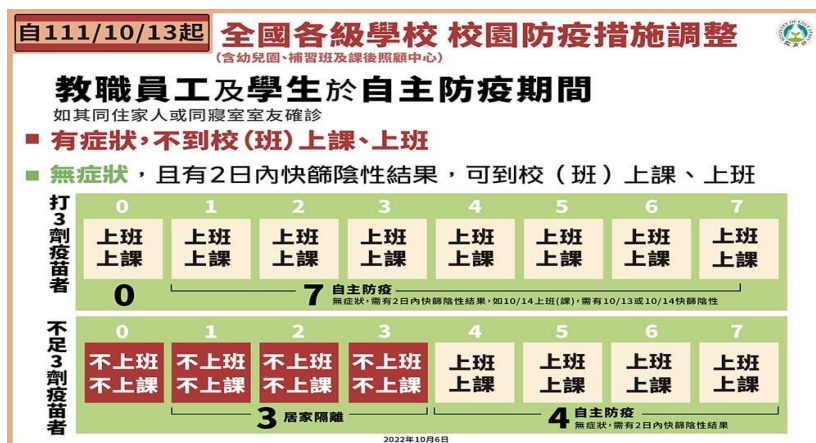 自111/10/13起 全國各級學校 校園防疫措施調整
(含幼兒園、補習班及課後照顧中心)
教職員工及學生於自主防疫期間
如其同住家人或同寢室室友確診
有症狀，不到校(班)上課、上班
無症狀，且有2日內快篩陰性結果，可到校（班）上課、上班
打3劑疫苗者
0 1 2 3 4 5 6 7
上班 上班 上班 上班 上班 上班 上班 上班
上課 上課 上課 上課 上課 上課 上課 上課
0 7 自主防疫
無症狀，需有2日內快篩陰性結果，如10/14上班(課)，需有10/13或10/14快篩陰性
不足3劑疫苗者
0 1 2 3 4 5 6 7
不上班 不上班 不上班 不上班 上班 上班 上班 上班
不上課 不上課 不上課 不上課 上課 上課 上課 上課
3 居家隔離 4 自主防疫
無症狀，需有2日內快篩陰性結果
2022年10月6日